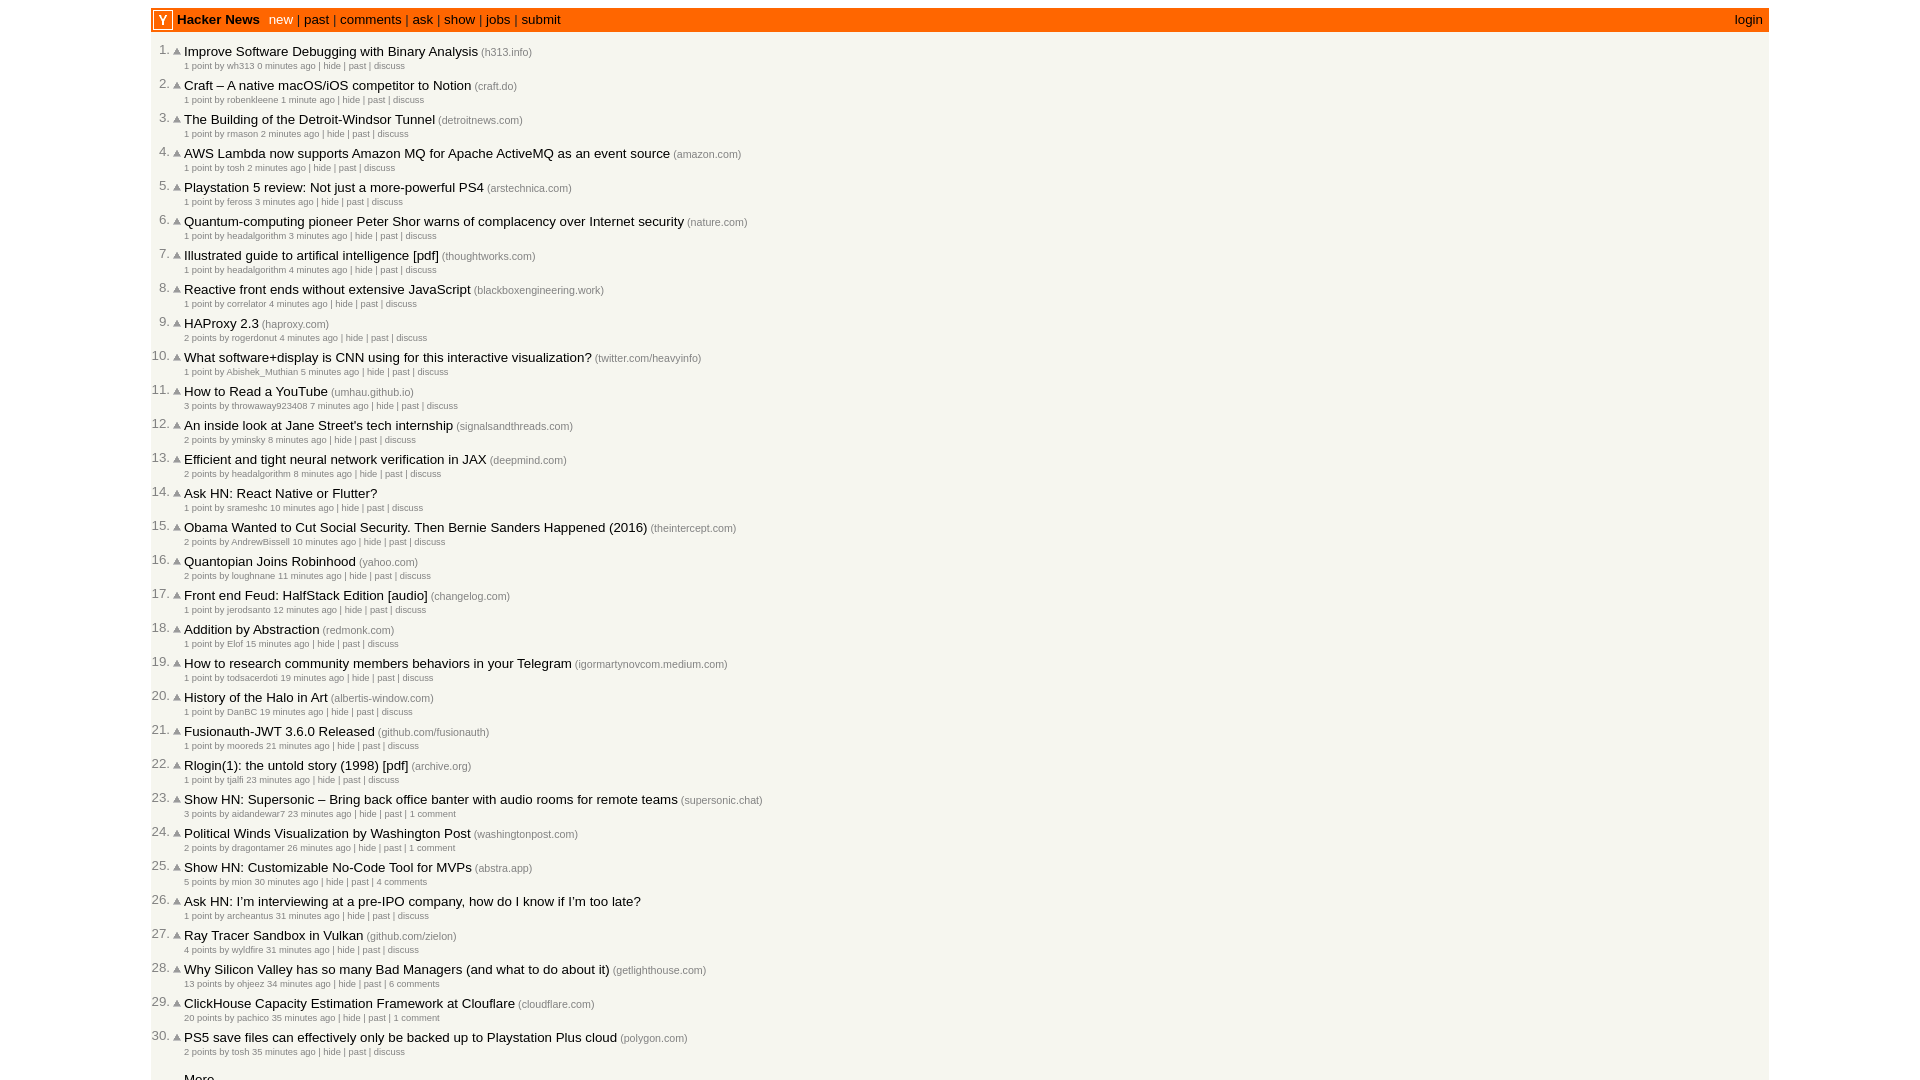 Y Hacker News new | past | comments | ask | show | jobs | submit login
1. Improve Software Debugging with Binary Analysis (h313.info)
1 point by wh313 0 minutes ago | hide | past | discuss
2. Craft – A native macOS/iOS competitor to Notion (craft.do)
1 point by robenkleene 1 minute ago | hide | past | discuss
3. The Building of the Detroit-Windsor Tunnel (detroitnews.com)
1 point by rmason 2 minutes ago | hide | past | discuss
4. AWS Lambda now supports Amazon MQ for Apache ActiveMQ as an event source (amazon.com)
1 point by tosh 2 minutes ago | hide | past | discuss
5. Playstation 5 review: Not just a more-powerful PS4 (arstechnica.com)
1 point by feross 3 minutes ago | hide | past | discuss
6. Quantum-computing pioneer Peter Shor warns of complacency over Internet security (nature.com)
1 point by headalgorithm 3 minutes ago | hide | past | discuss
7. Illustrated guide to artifical intelligence [pdf] (thoughtworks.com)
1 point by headalgorithm 4 minutes ago | hide | past | discuss
8. Reactive front ends without extensive JavaScript (blackboxengineering.work)
1 point by correlator 4 minutes ago | hide | past | discuss
9. HAProxy 2.3 (haproxy.com)
2 points by rogerdonut 4 minutes ago | hide | past | discuss
10. What software+display is CNN using for this interactive visualization? (twitter.com/heavyinfo)
1 point by Abishek_Muthian 5 minutes ago | hide | past | discuss
11. How to Read a YouTube (umhau.github.io)
3 points by throwaway923408 7 minutes ago | hide | past | discuss
12. An inside look at Jane Street's tech internship (signalsandthreads.com)
2 points by yminsky 8 minutes ago | hide | past | discuss
13. Efficient and tight neural network verification in JAX (deepmind.com)
2 points by headalgorithm 8 minutes ago | hide | past | discuss
14. Ask HN: React Native or Flutter?
1 point by srameshc 10 minutes ago | hide | past | discuss
15. Obama Wanted to Cut Social Security. Then Bernie Sanders Happened (2016) (theintercept.com)
2 points by AndrewBissell 10 minutes ago | hide | past | discuss
16. Quantopian Joins Robinhood (yahoo.com)
2 points by loughnane 11 minutes ago | hide | past | discuss
17. Front end Feud: HalfStack Edition [audio] (changelog.com)
1 point by jerodsanto 12 minutes ago | hide | past | discuss
18. Addition by Abstraction (redmonk.com)
1 point by Elof 15 minutes ago | hide | past | discuss
19. How to research community members behaviors in your Telegram (igormartynovcom.medium.com)
1 point by todsacerdoti 19 minutes ago | hide | past | discuss
20. History of the Halo in Art (albertis-window.com)
1 point by DanBC 19 minutes ago | hide | past | discuss
21. Fusionauth-JWT 3.6.0 Released (github.com/fusionauth)
1 point by mooreds 21 minutes ago | hide | past | discuss
22. Rlogin(1): the untold story (1998) [pdf] (archive.org)
1 point by tjalfi 23 minutes ago | hide | past | discuss
23. Show HN: Supersonic – Bring back office banter with audio rooms for remote teams (supersonic.chat)
3 points by aidandewar7 23 minutes ago | hide | past | 1 comment
24. Political Winds Visualization by Washington Post (washingtonpost.com)
2 points by dragontamer 26 minutes ago | hide | past | 1 comment
25. Show HN: Customizable No-Code Tool for MVPs (abstra.app)
5 points by mion 30 minutes ago | hide | past | 4 comments
26. Ask HN: I’m interviewing at a pre-IPO company, how do I know if I’m too late?
1 point by archeantus 31 minutes ago | hide | past | discuss
27. Ray Tracer Sandbox in Vulkan (github.com/zielon)
4 points by wyldfire 31 minutes ago | hide | past | discuss
28. Why Silicon Valley has so many Bad Managers (and what to do about it) (getlighthouse.com)
13 points by ohjeez 34 minutes ago | hide | past | 6 comments
29. ClickHouse Capacity Estimation Framework at Clouflare (cloudflare.com)
20 points by pachico 35 minutes ago | hide | past | 1 comment
30. PS5 save files can effectively only be backed up to Playstation Plus cloud (polygon.com)
2 points by tosh 35 minutes ago | hide | past | discuss
More